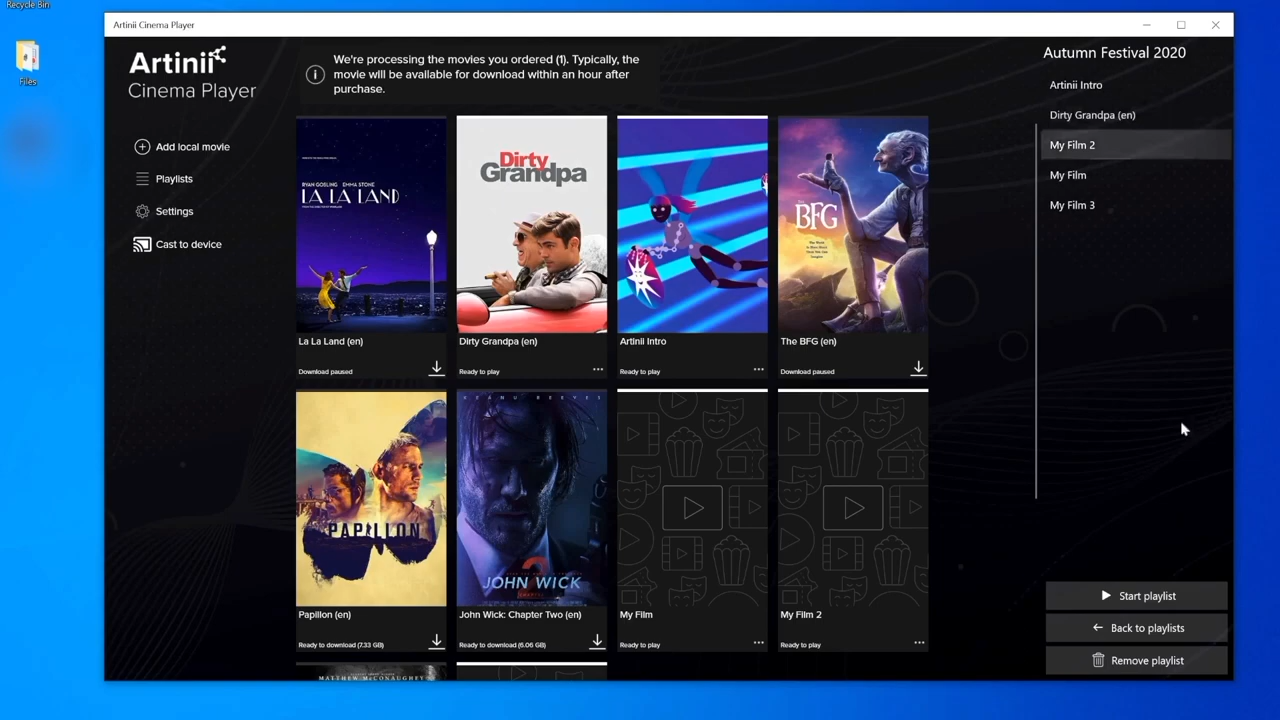 Recycle Bin
Files
Artinii Cinema Player
Artinii
Cinema Player
Add local movie
Playlists
Settings
Cast to device
We're processing the movies you ordered (1). Typically, the
movie will be available for download within an hour after
purchase.
RYAN GOSLING EMMA STONE
LA LA LAND
La La Land (en)
Download paused
Dirty
Grandpa
Dirty Grandpa (en)
Ready to play
Artinii Intro
Ready to play
THE BFG
The BFG (en)
Download paused
PAPILLON
Papillon (en)
Ready to download (7.33 GB)
KEANU REEVES
2
JOHN WICK
John Wick: Chapter Two (en)
Ready to download (6.06 GB)
My Film
Ready to play
My Film 2
Ready to play
MATTHEW McCONAUGHEY
Autumn Festival 2020
Artinii Intro
Dirty Grandpa (en)
My Film 2
My Film
My Film 3
Start playlist
Back to playlists
Remove playlist